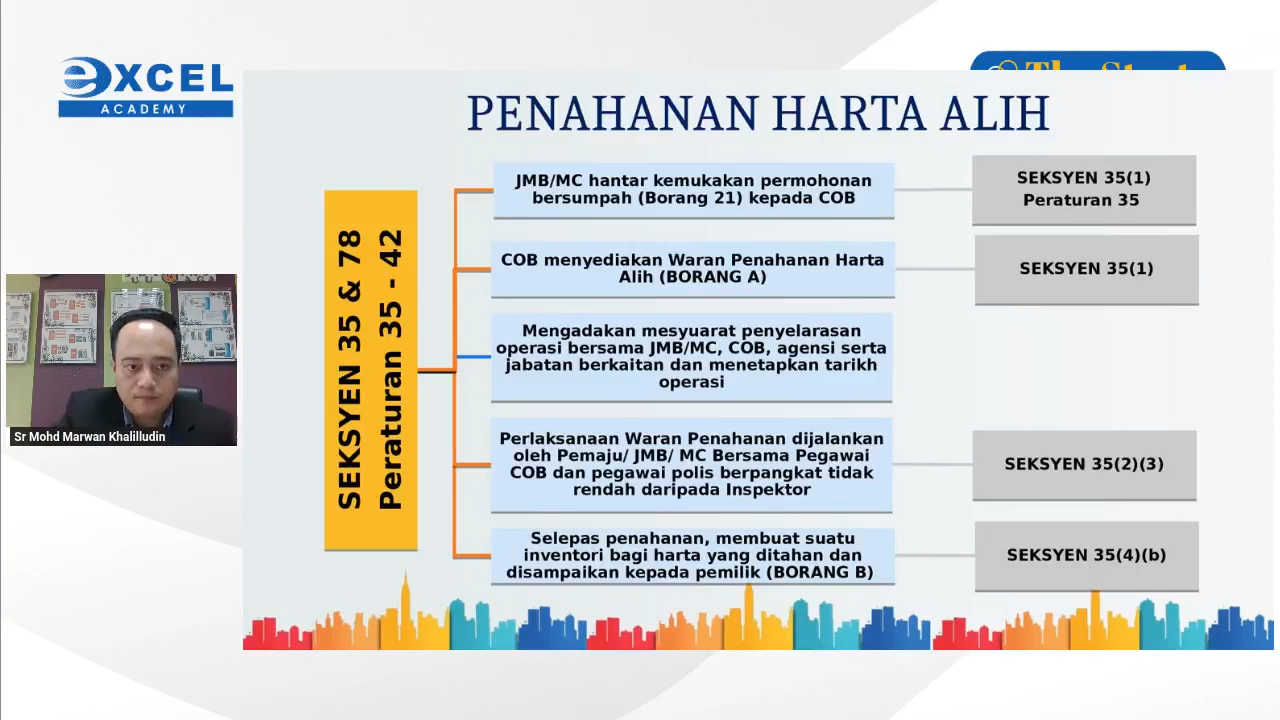 eXCEL
ACADEMY
PENAHANAN HARTA ALIH
SEKSYEN 35 & 78
Peraturan 35 - 42
JMB/MC hantar kemukakan permohonan
bersumpah (Borang 21) kepada COB
SEKSYEN 35(1)
Peraturan 35
COB menyediakan Waran Penahanan Harta
Alih (BORANG A)
SEKSYEN 35(1)
Mengadakan mesyuarat penyelarasan
operasi bersama JMB/MC, COB, agensi serta
jabatan berkaitan dan menetapkan tarikh
operasi
Perlaksanaan Waran Penahanan dijalankan
oleh Pemaju/ JMB/ MC Bersama Pegawai
COB dan pegawai polis berpangkat tidak
rendah daripada Inspektor
SEKSYEN 35(2)(3)
Selepas penahanan, membuat suatu
inventori bagi harta yang ditahan dan
disampaikan kepada pemilik (BORANG B)
SEKSYEN 35(4)(b)
Sr Mohd Marwan Khalilludin